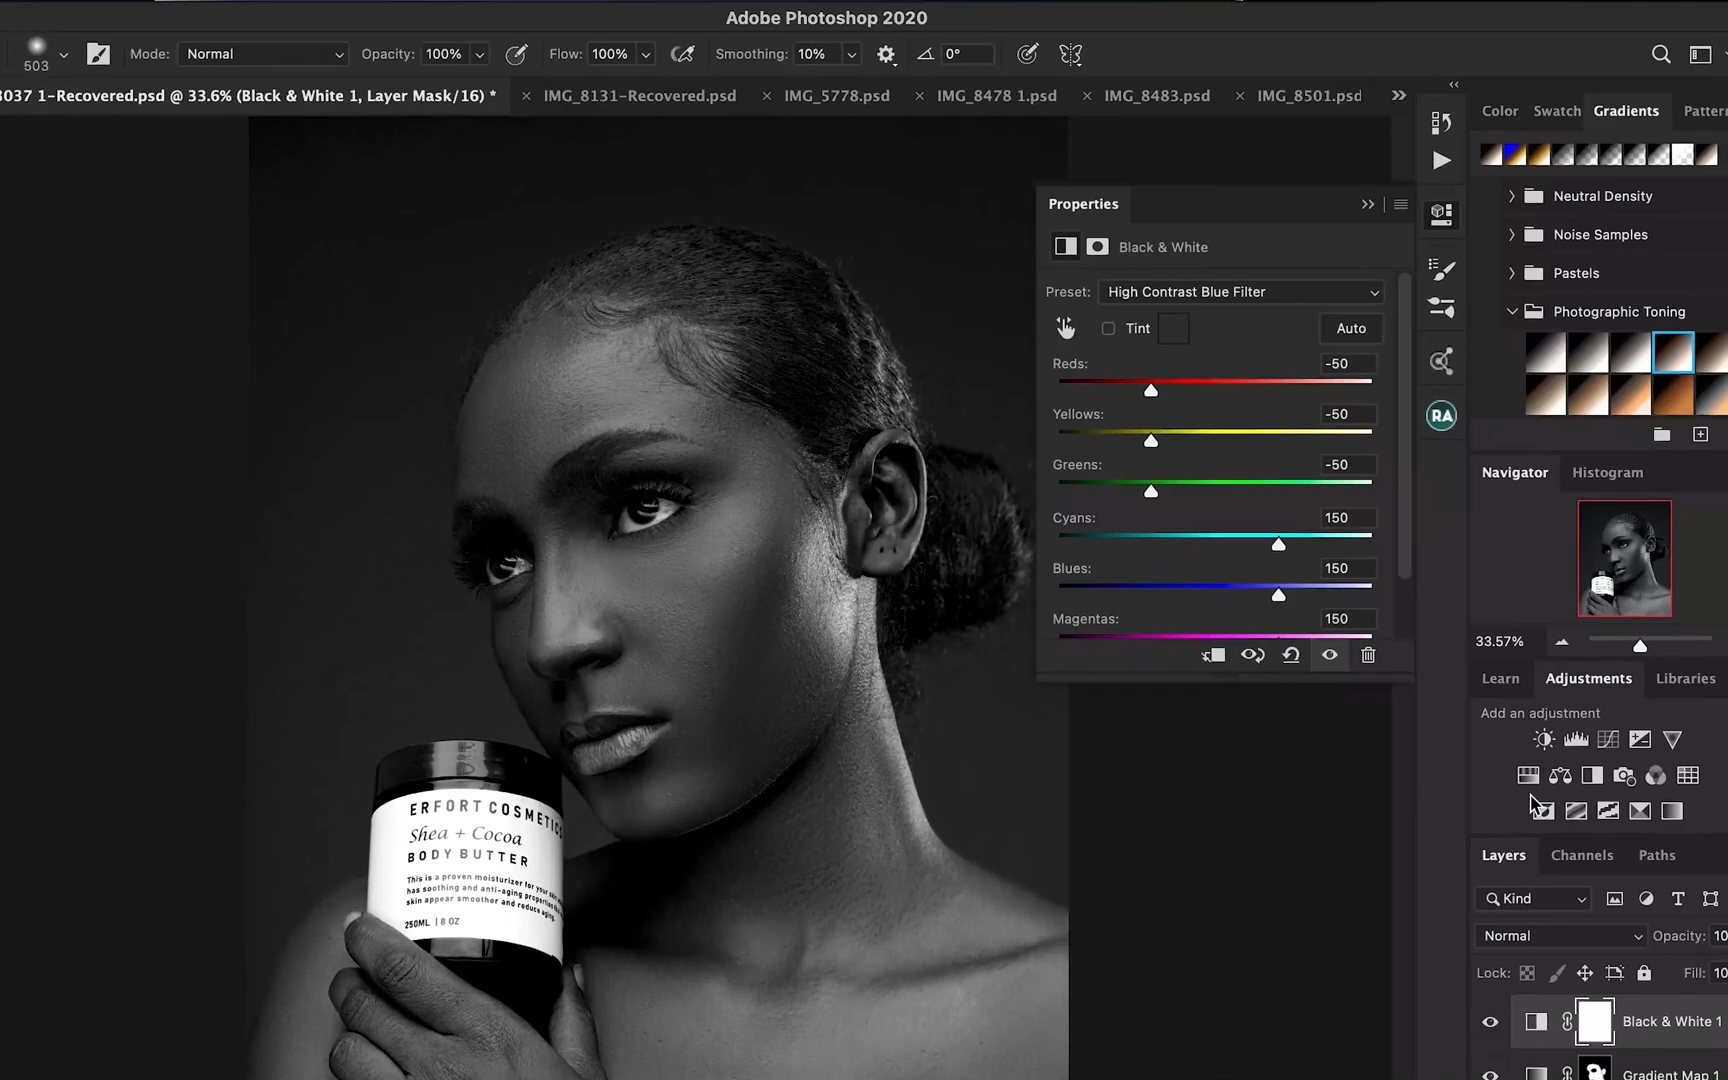 Adobe Photoshop 2020
503 Mode: Normal Opacity: 100% Flow: 100% Smoothing: 10% 0°
8037 1-Recovered.psd @ 33.6% (Black & White 1, Layer Mask/16) * × IMG_8131-Recovered.psd × IMG_5778.psd × IMG_8478 1.psd × IMG_8483.psd × IMG_8501.psd
Color Swatch Gradients Pattern
Neutral Density
Noise Samples
Pastels
Photographic Toning
Properties
Black & White
Preset: High Contrast Blue Filter
Tint Auto
Reds: -50
Yellows: -50
Greens: -50
Cyans: 150
Blues: 150
Magentas: 150
RA
Navigator Histogram
33.57%
Learn Adjustments Libraries
Add an adjustment
Layers Channels Paths
Kind
Normal Opacity: 10
Lock: Fill: 10
Black & White 1
Gradient Map 1
ERFORT COSMETICS
Shea + Cocoa
BODY BUTTER
This is a proven moisturizer for your
has soothing and anti-aging properties
skin appear smoother and reduce aging.
250ML | 8 OZ